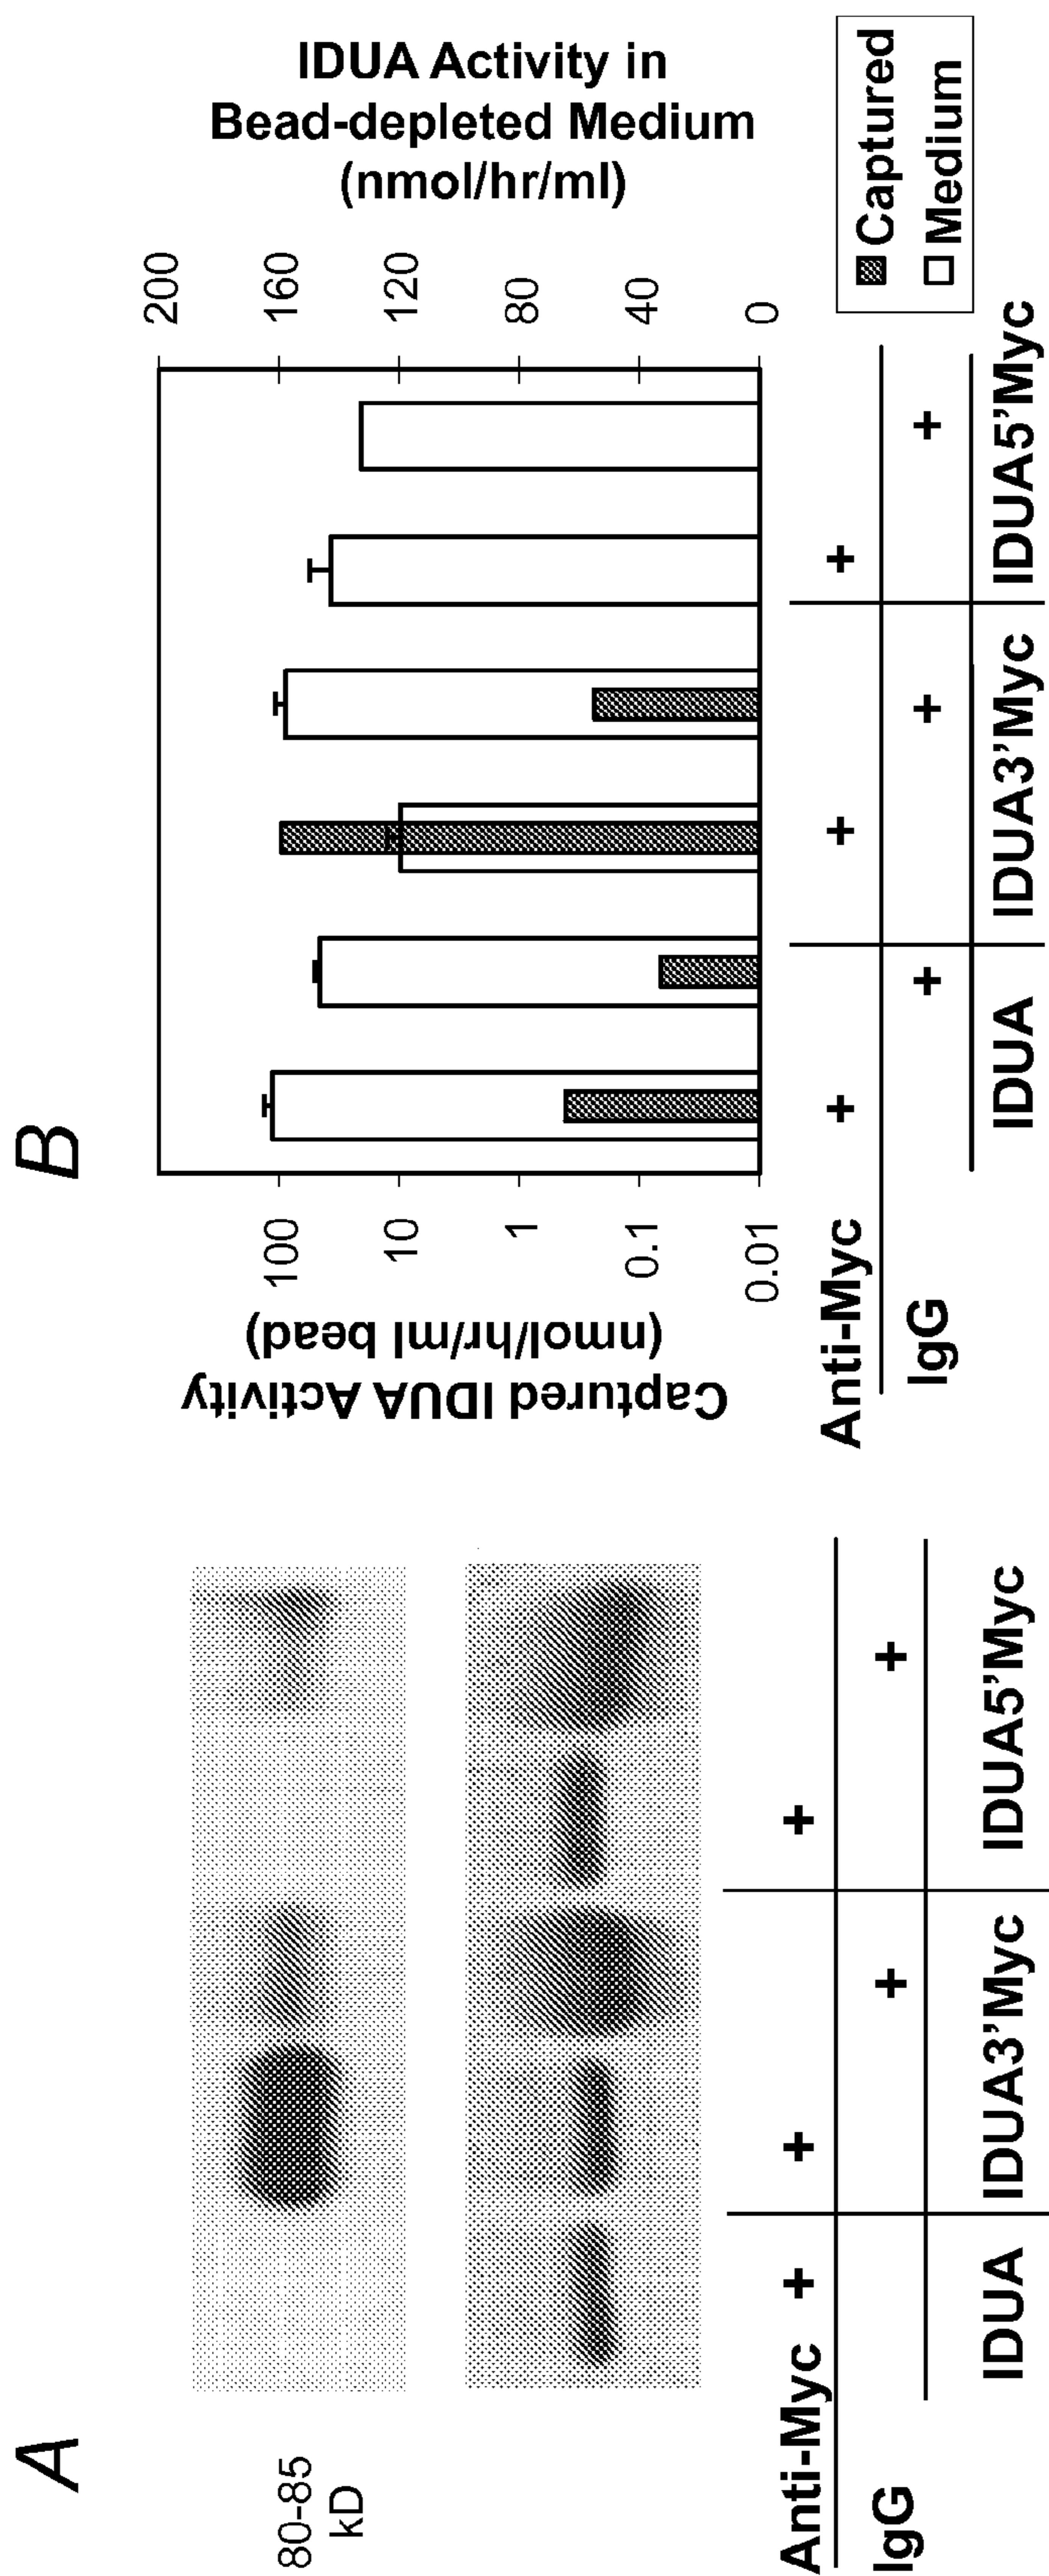 A
80-85
kD
Anti-Myc + + +
IgG + +
IDUA IDUA3’Myc IDUA5’Myc
B
Captured IDUA Activity
(nmol/hr/ml bead)
100
10
1
0.1
0.01
200
160
120
80
40
0
IDUA Activity in
Bead-depleted Medium
(nmol/hr/ml)
Anti-Myc + + +
IgG + + +
IDUA IDUA3’Myc IDUA5’Myc
Captured
Medium